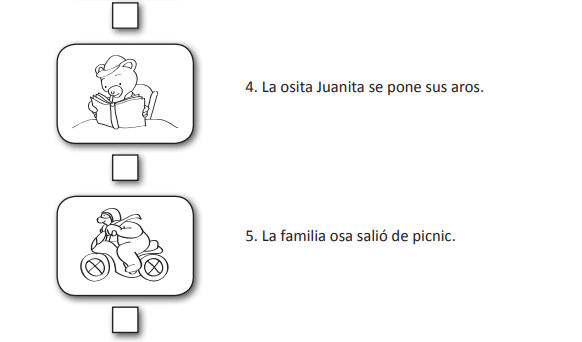 4. La osita Juanita se pone sus aros.
5. La familia osa salió de picnic.